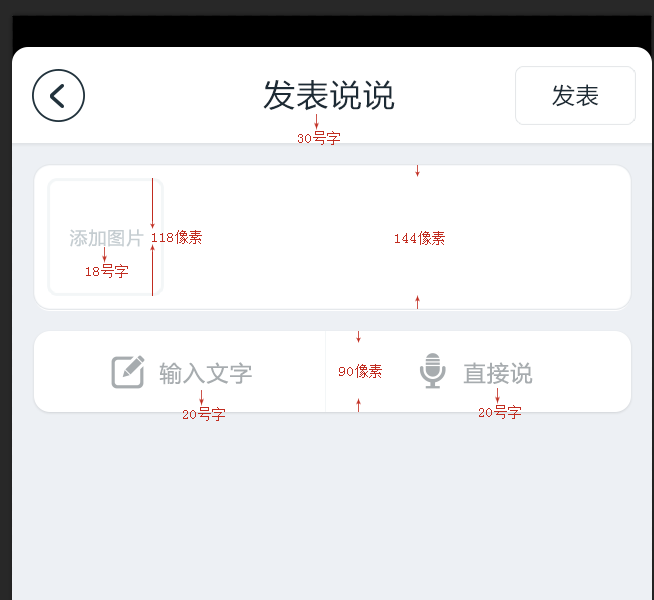 发表说说
发表
30号字
添加图片
118像素
144像素
18号字
输入文字
90像素
直接说
20号字
20号字